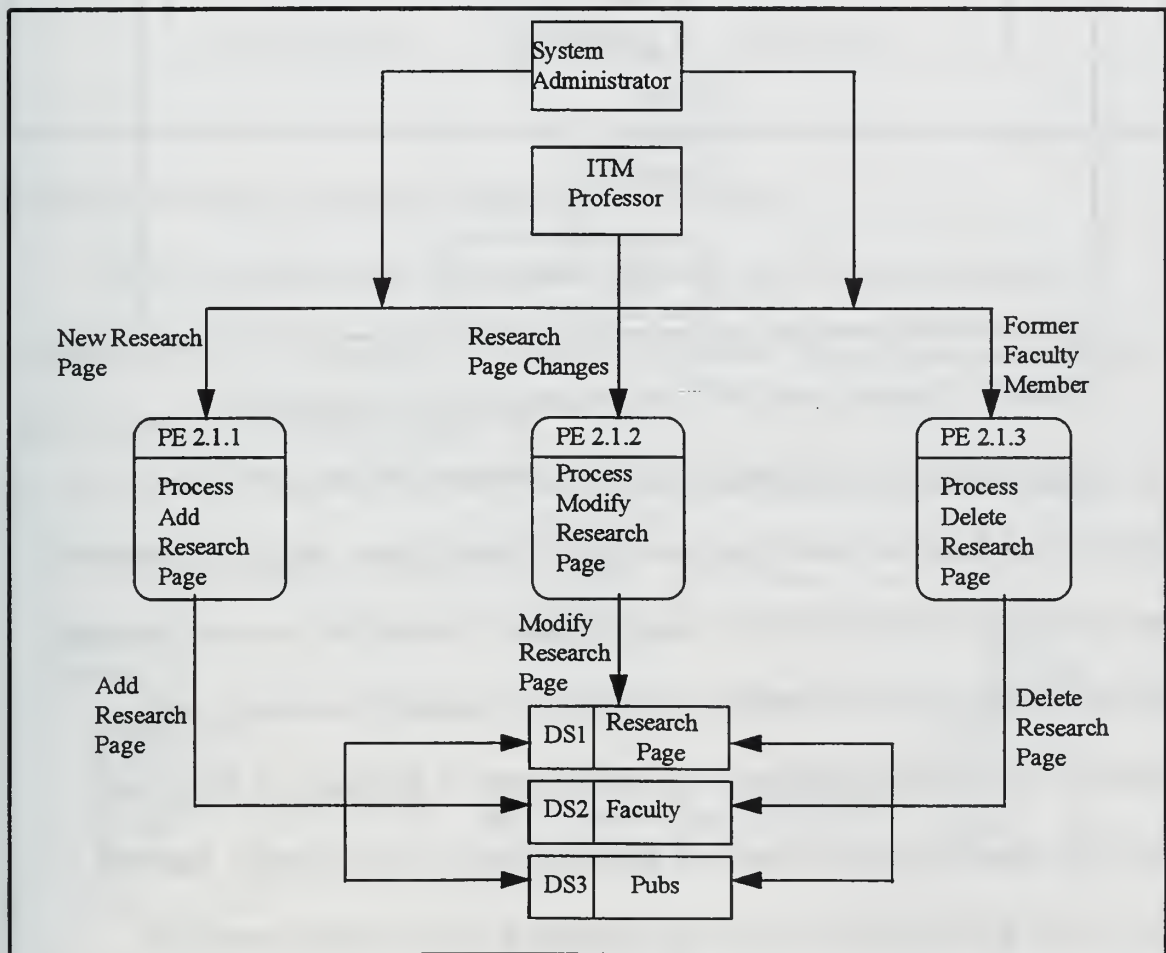 System
Administrator
ITM
Professor
New Research
Page
Research
Page Changes
Former
Faculty
Member
PE 2.1.1
Process
Add
Research
Page
PE 2.1.2
Process
Modify
Research
Page
PE 2.1.3
Process
Delete
Research
Page
Modify
Research
Page
Add
Research
Page
Delete
Research
Page
DS1
Research
Page
DS2
Faculty
DS3
Pubs